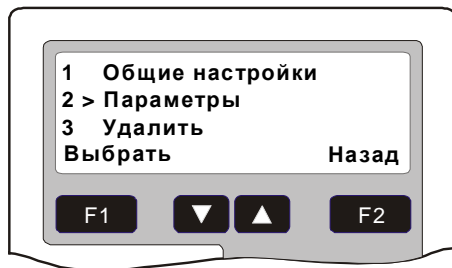 1 Общие настройки
2 > Параметры
3 Удалить
Выбрать Назад
F1 F2